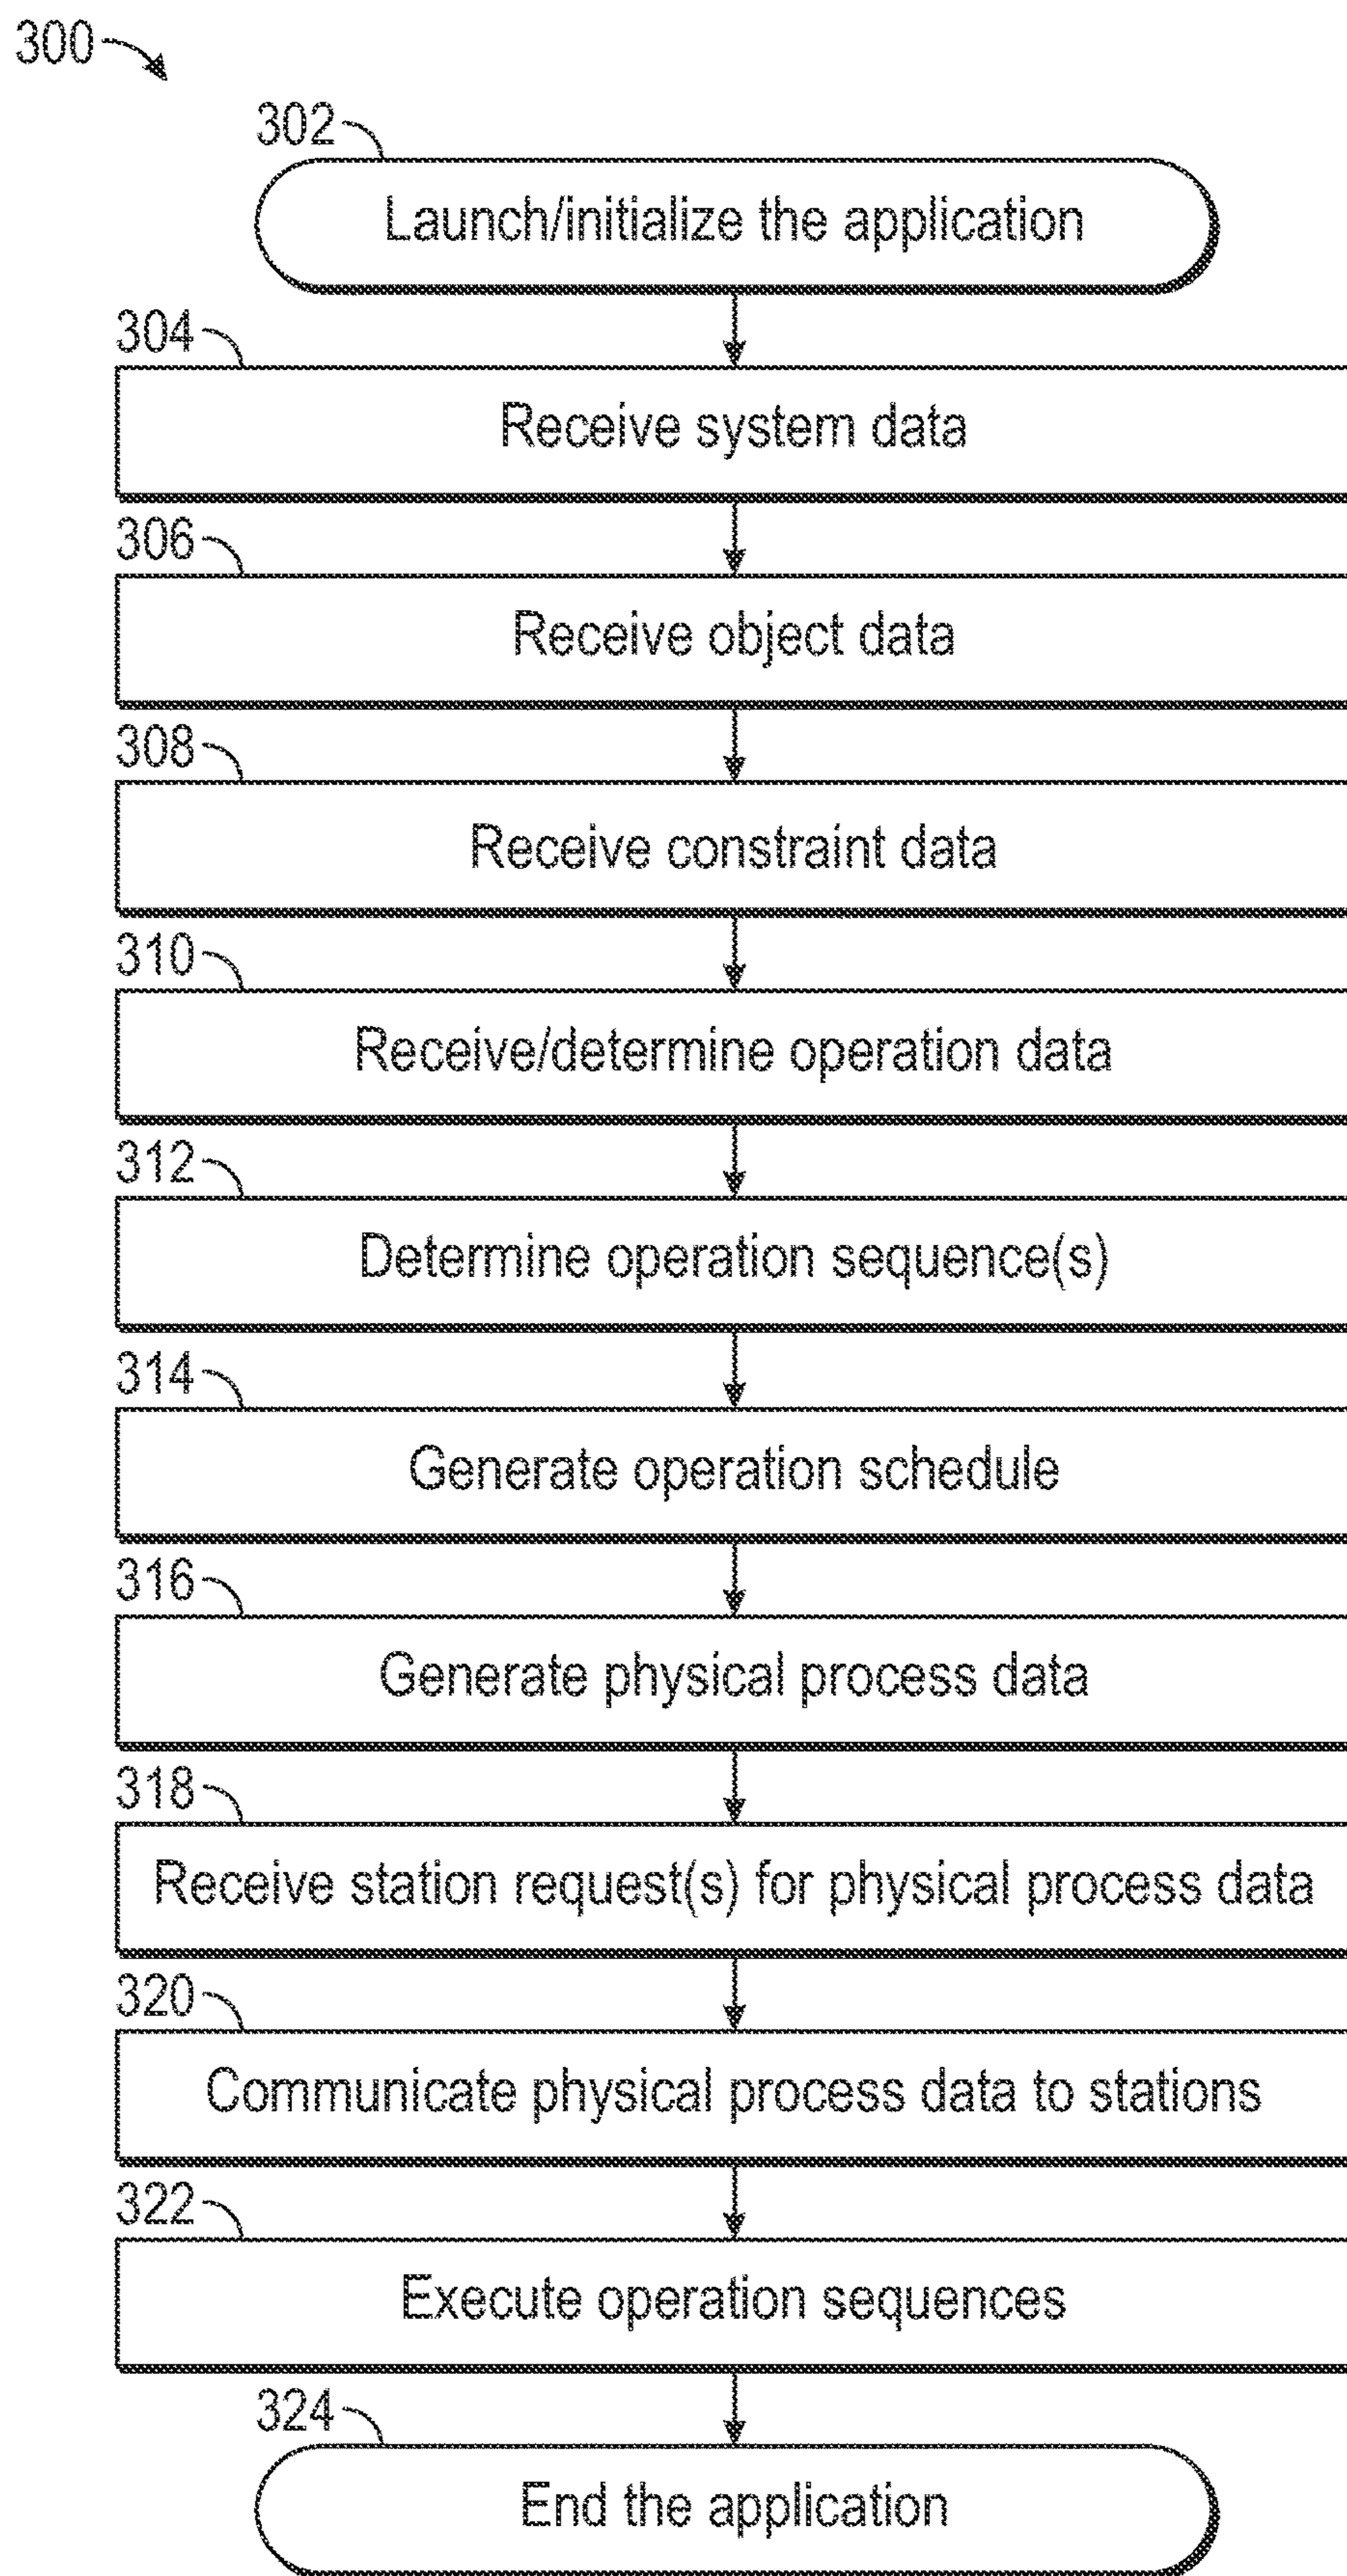 300
302
Launch/initialize the application
304
Receive system data
306
Receive object data
308
Receive constraint data
310
Receive/determine operation data
312
Determine operation sequence(s)
314
Generate operation schedule
316
Generate physical process data
318
Receive station request(s) for physical process data
320
Communicate physical process data to stations
322
Execute operation sequences
324
End the application